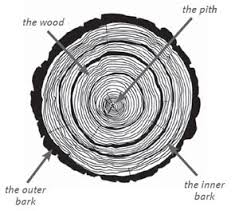 the wood
the pith
the outer
bark
the inner
bark